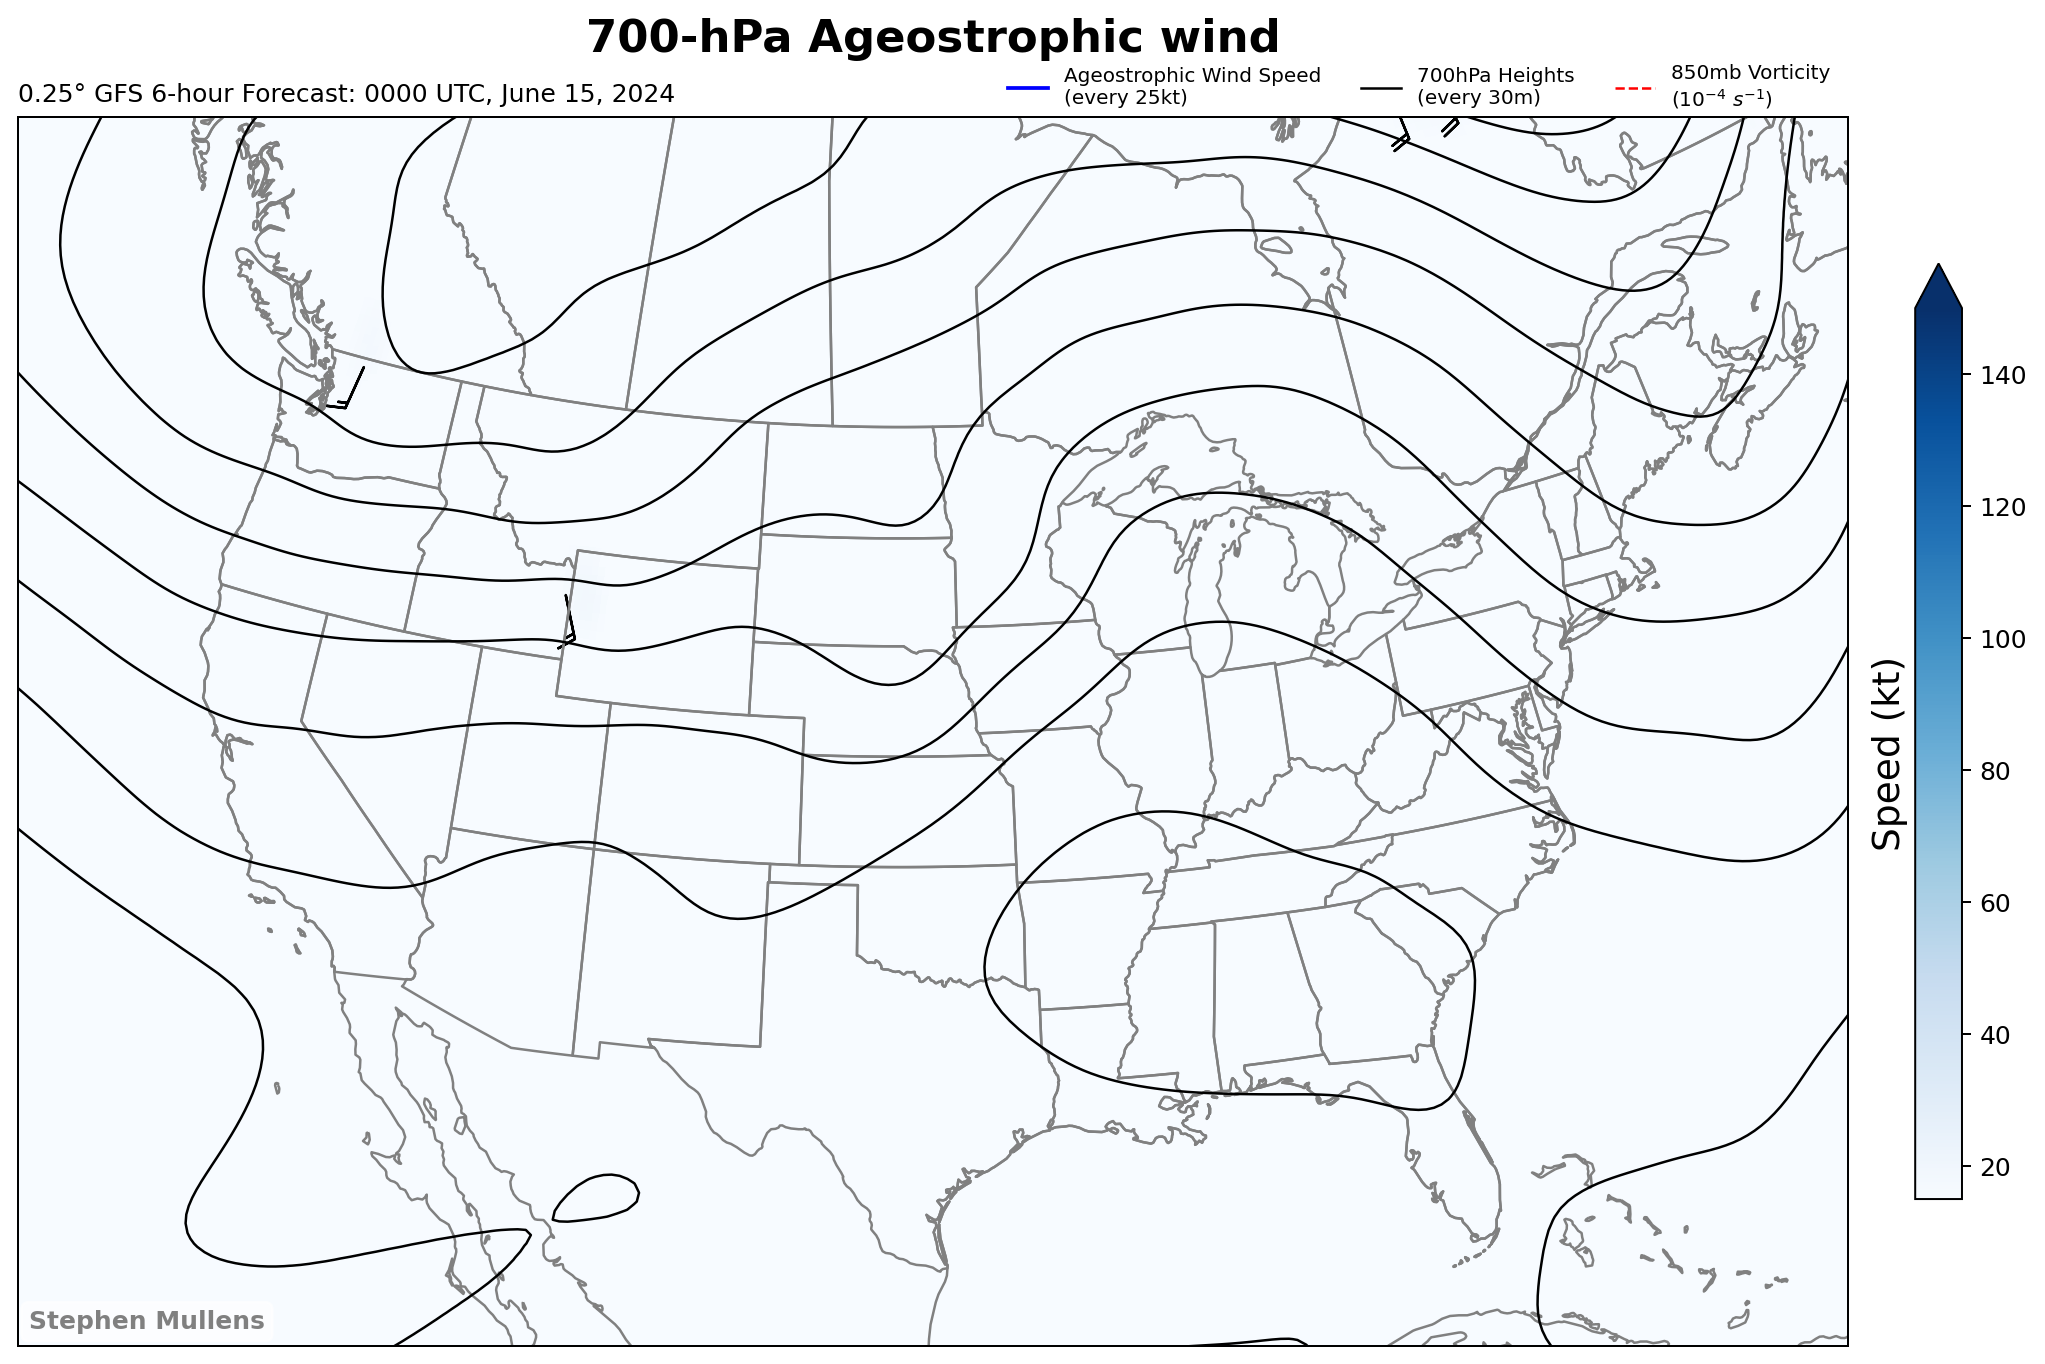 700-hPa Ageostrophic wind
0.25° GFS 6-hour Forecast: 0000 UTC, June 15, 2024
Ageostrophic Wind Speed
(every 25kt)
700hPa Heights
(every 30m)
850mb Vorticity
(10⁻⁴ s⁻¹)
140
120
100
80
60
40
20
Speed (kt)
Stephen Mullens